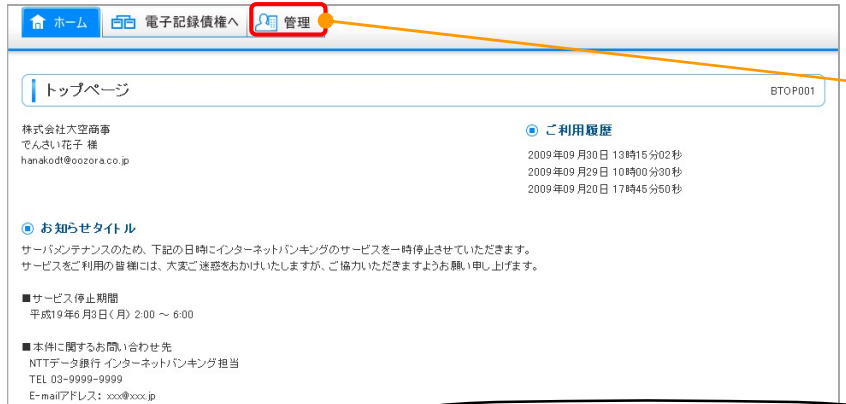 ホーム 電子記録債権へ 管理
トップページ BTOP001
株式会社大空商事
でんさい花子 様
hanakodt@oozora.co.jp
ご利用履歴
2009年09月30日 13時15分02秒
2009年09月29日 10時00分30秒
2009年09月20日 17時45分50秒
お知らせタイトル
サーバメンテナンスのため、下記の日時にインターネットバンキングのサービスを一時停止させていただきます。
サービスをご利用の皆様には、大変ご迷惑をおかけいたしますが、ご協力いただきますようお願い申し上げます。
■サービス停止期間
平成19年6月3日(月) 2:00 ～ 6:00
■本件に関するお問い合わせ先
NTTデータ銀行 インターネットバンキング担当
TEL 03-9999-9999
E-mailアドレス: xxx@xxx.jp